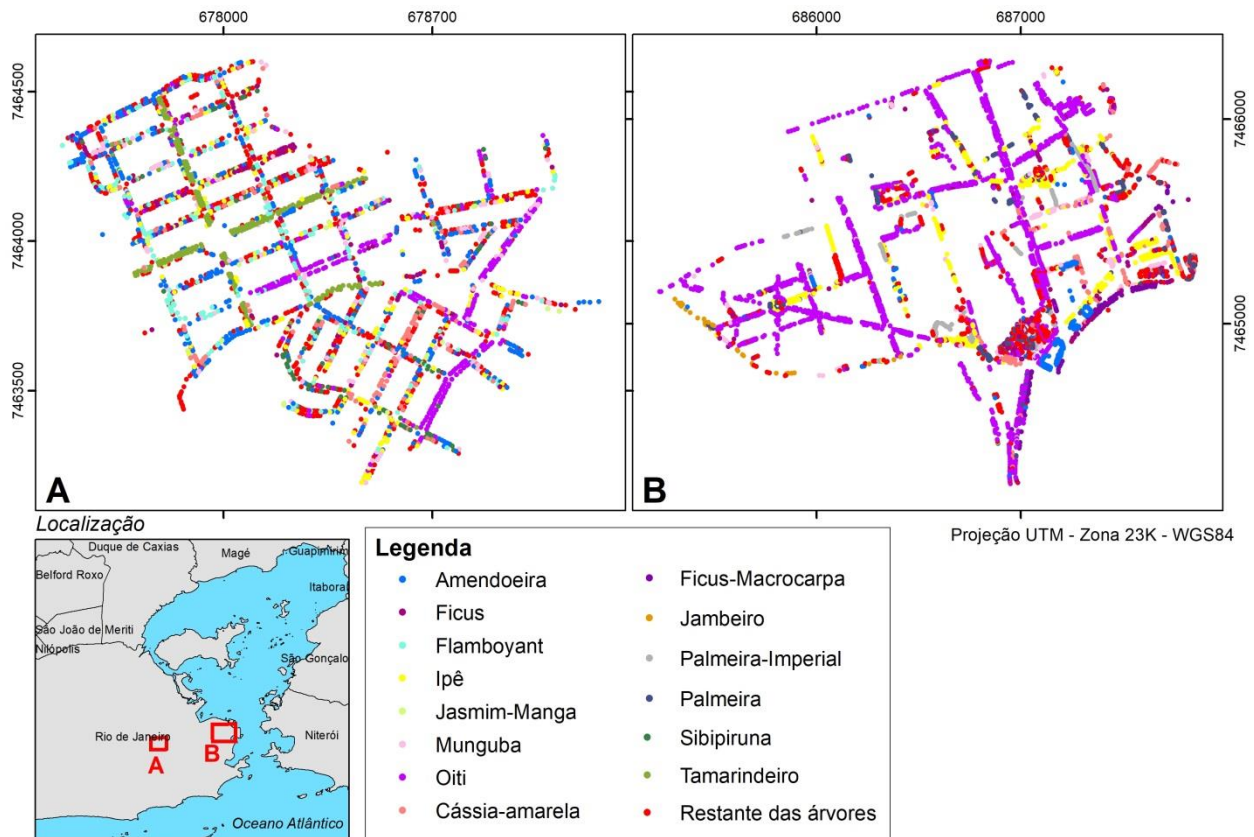 678000 678700 686000 687000
7464500
7464000
7463500
7466000
7465000
A
B
Localização
Projeção UTM - Zona 23K - WGS84
Duque de Caxias
Magé
Guapimirim
Belford Roxo
Itaboraí
São João de Meriti
Nilópolis
São Gonçalo
Rio de Janeiro
Niterói
A
B
Oceano Atlântico
Legenda
Amendoeira
Ficus
Flamboyant
Ipê
Jasmim-Manga
Munguba
Oiti
Cássia-amarela
Ficus-Macrocarpa
Jambeiro
Palmeira-Imperial
Palmeira
Sibipiruna
Tamarindeiro
Restante das árvores